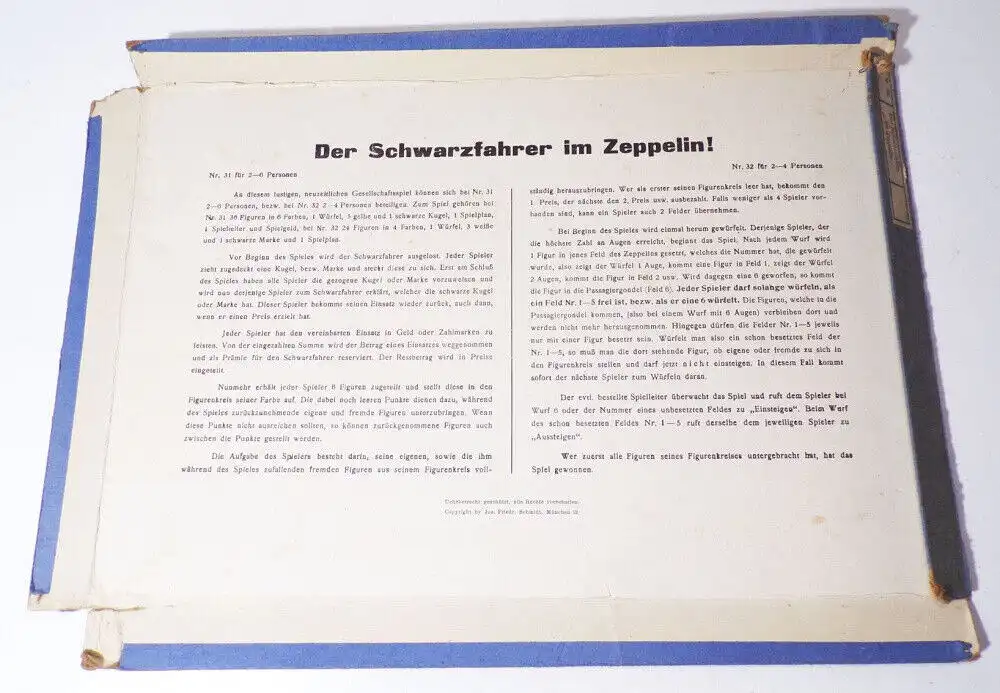 Der Schwarzfahrer im Zeppelin!
Nr. 31 für 2—6 Personen
Nr. 32 für 2—4 Personen
An diesem lustigen, neuzeitlichen Gesellschaftsspiel können sich bei Nr. 31
2—6 Personen, bezw. bei Nr. 32 2—4 Personen beteiligen. Zum Spiel gehören bei
Nr. 31 36 Figuren in 6 Farben, 1 Würfel, 5 gelbe und 1 schwarze Kugel, 1 Spielplan,
1 Spielleiter und Spielgeld, bei Nr. 32 24 Figuren in 4 Farben, 1 Würfel, 3 weiße
und 1 schwarze Marke und 1 Spielplan.
Vor Beginn des Spieles wird der Schwarzfahrer ausgelost. Jeder Spieler
zieht zugedeckt eine Kugel, bezw. Marke und steckt diese zu sich. Erst am Schluß
des Spieles haben alle Spieler die gezogene Kugel oder Marke vorzuweisen und
wird nun derjenige Spieler zum Schwarzfahrer erklärt, welcher die schwarze Kugel
oder Marke hat. Dieser Spieler bekommt seinen Einsatz wieder zurück, auch dann,
wenn er einen Preis erzielt hat.
Jeder Spieler hat den vereinbarten Einsatz in Geld oder Zahlmarken zu
leisten. Von der eingezahlten Summe wird der Betrag eines Einsatzes weggenommen
und als Prämie für den Schwarzfahrer reserviert. Der Restbetrag wird in Preise
eingeteilt.
Nunmehr erhält jeder Spieler 6 Figuren zugeteilt und stellt diese in den
Figurenkreis seiner Farbe auf. Die dabei noch leeren Punkte dienen dazu, während
des Spieles zurückzunehmende eigene und fremde Figuren unterzubringen. Wenn
diese Punkte nicht ausreichen sollten, so können zurückgenommene Figuren auch
zwischen die Punkte gestellt werden.
Die Aufgabe des Spielers besteht darin, seine eigenen, sowie die ihm
während des Spieles zufallenden fremden Figuren aus seinem Figurenkreis voll-
ständig herauszubringen. Wer als erster seinen Figurenkreis leer hat, bekommt den
1. Preis, der nächste den 2. Preis usw. ausbezahlt. Falls weniger als 4 Spieler vor-
handen sind, kann ein Spieler auch 2 Felder übernehmen.
Bei Beginn des Spieles wird einmal herum gewürfelt. Derjenige Spieler, der
die höchste Zahl an Augen erreicht, beginnt das Spiel. Nach jedem Wurf wird
1 Figur in jenes Feld des Zeppelins gesetzt, welches die Nummer hat, die gewürfelt
wurde, also zeigt der Würfel 1 Auge, kommt eine Figur in Feld 1, zeigt der Würfel
2 Augen, kommt die Figur in Feld 2 usw. Wird dagegen eine 6 geworfen, so kommt
die Figur in die Passagiergondel (Feld 6). Jeder Spieler darf solange würfeln, als
ein Feld Nr. 1—5 frei ist, bezw. als er eine 6 würfelt. Die Figuren, welche in die
Passagiergondel kommen, (also bei einem Wurf mit 6 Augen) verbleiben dort und
werden nicht mehr herausgenommen. Hingegen dürfen die Felder Nr. 1—5 jeweils
nur mit einer Figur besetzt sein. Würfelt man also ein schon besetztes Feld der
Nr. 1—5, so muß man die dort stehende Figur, ob eigene oder fremde zu sich in
den Figurenkreis stellen und darf jetzt nicht einsteigen. In diesem Fall kommt
sofort der nächste Spieler zum Würfeln daran.
Der evtl. bestellte Spielleiter überwacht das Spiel und ruft dem Spieler bei
Wurf 6 oder der Nummer eines unbesetzten Feldes zu „Einsteigen“. Beim Wurf
des schon besetzten Feldes Nr. 1—5 ruft derselbe dem jeweiligen Spieler zu
„Aussteigen“.
Wer zuerst alle Figuren seines Figurenkreises untergebracht hat, hat das
Spiel gewonnen.
Urheberrecht geschützt, alle Rechte vorbehalten.
Copyright by Jos. Friedr. Schmidt, München 12